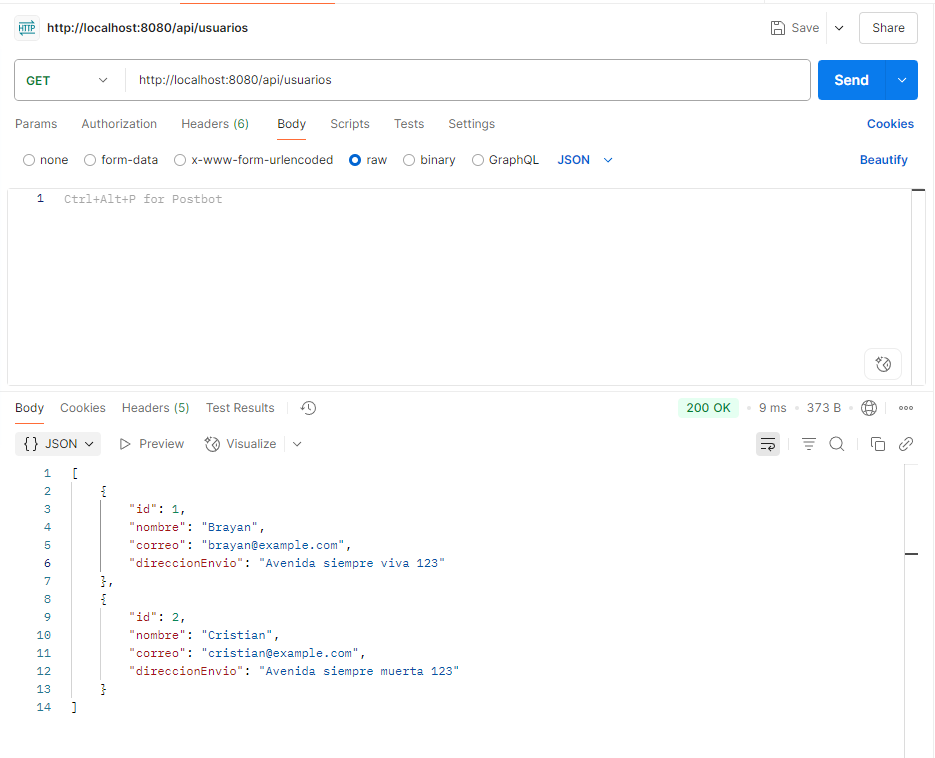 HTTP http://localhost:8080/api/usuarios Save Share
GET http://localhost:8080/api/usuarios Send
Params Authorization Headers (6) Body Scripts Tests Settings Cookies
none form-data x-www-form-urlencoded raw binary GraphQL JSON Beautify
1 Ctrl+Alt+P for Postbot
Body Cookies Headers (5) Test Results 200 OK • 9 ms • 373 B •
{} JSON Preview Visualize
1 [
2 {
3 "id": 1,
4 "nombre": "Brayan",
5 "correo": "brayan@example.com",
6 "direccionEnvio": "Avenida siempre viva 123"
7 },
8 {
9 "id": 2,
10 "nombre": "Cristian",
11 "correo": "cristian@example.com",
12 "direccionEnvio": "Avenida siempre muerta 123"
13 }
14 ]